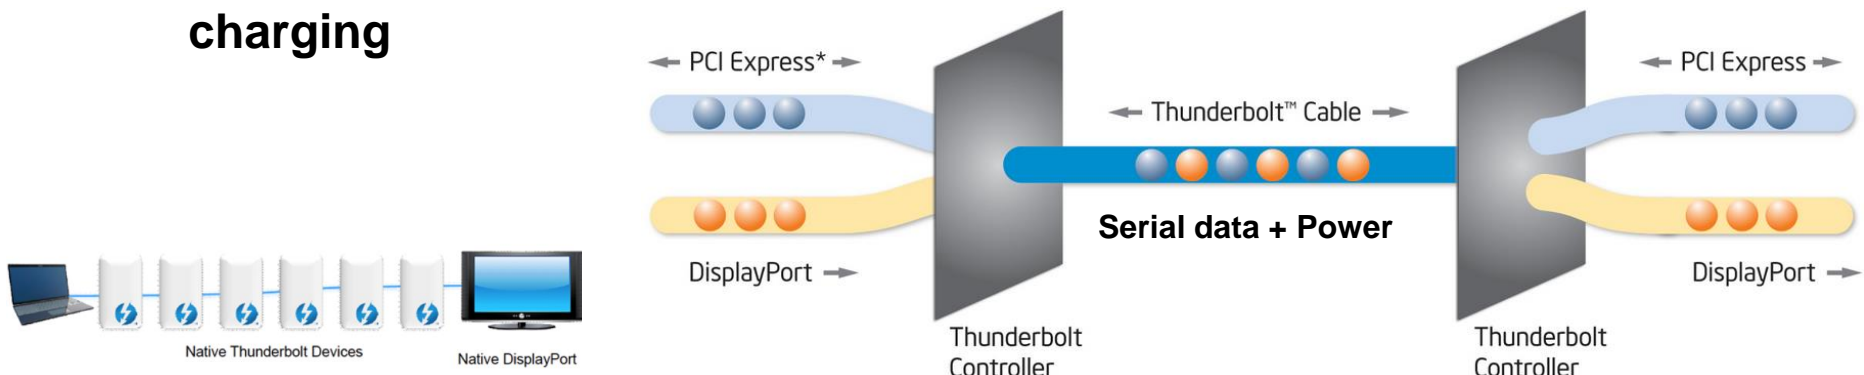 charging
Native Thunderbolt Devices
Native DisplayPort
PCI Express*
DisplayPort
Thunderbolt
Controller
Thunderbolt™ Cable
Serial data + Power
PCI Express
DisplayPort
Thunderbolt
Controller